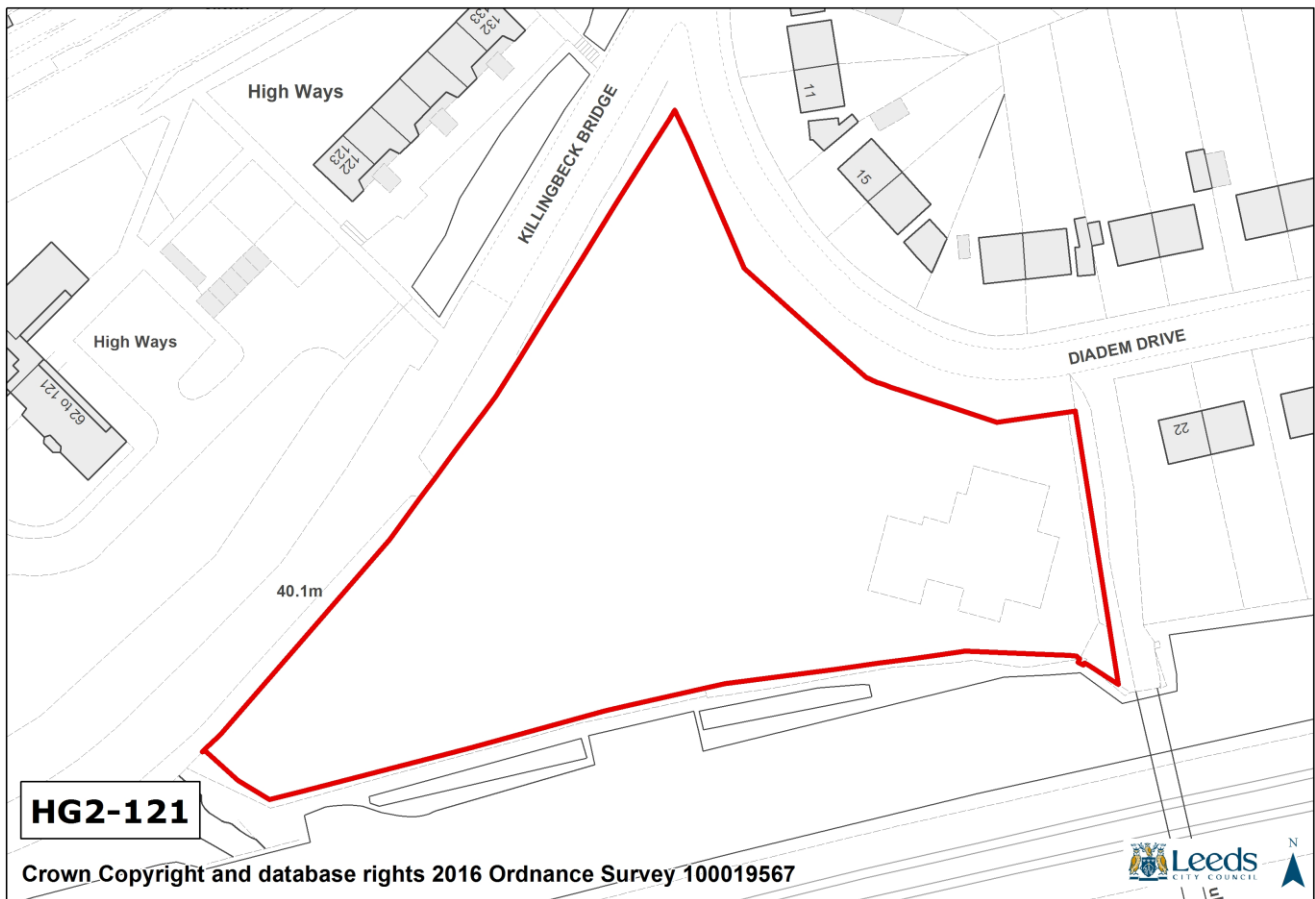 132
133
High Ways
11
KILLINGBECK BRIDGE
124
123
15
High Ways
DIADEM DRIVE
62 to 121
22
40.1m
HG2-121
Crown Copyright and database rights 2016 Ordnance Survey 100019567
Leeds
CITY COUNCIL
N